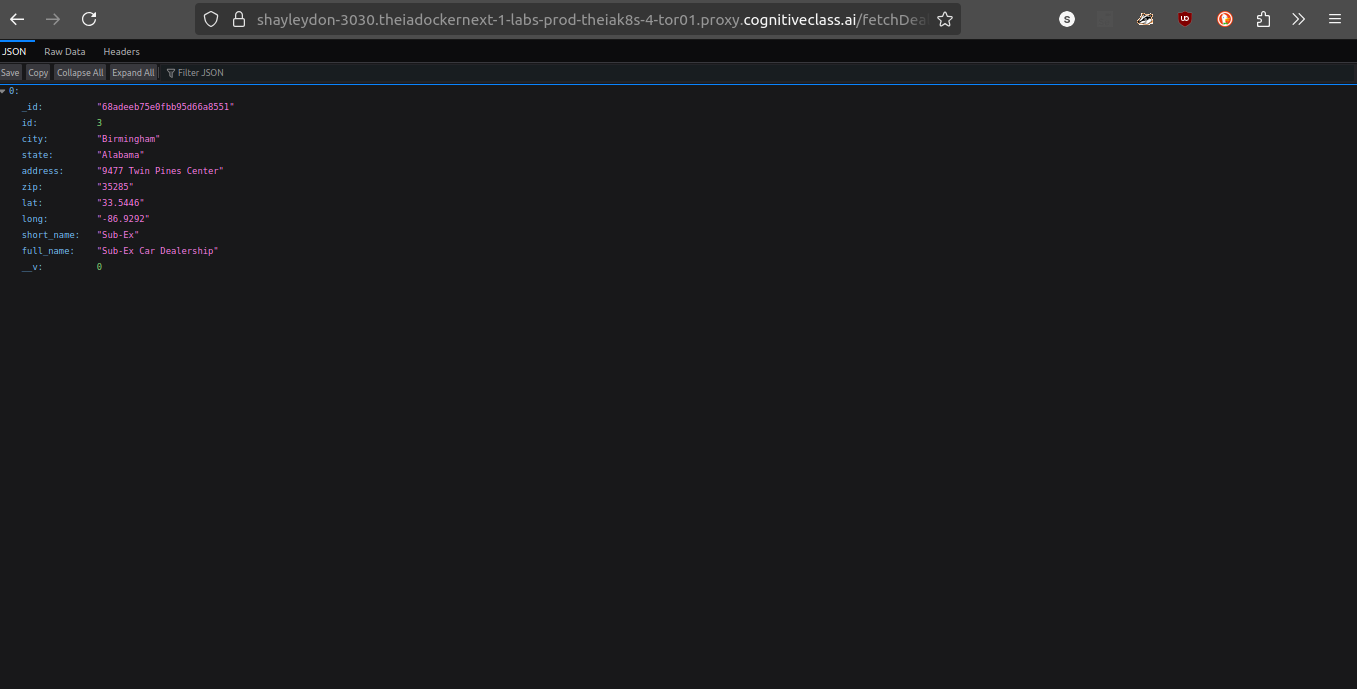 shayleydon-3030.theiadockernext-1-labs-prod-theiak8s-4-tor01.proxy.cognitiveclass.ai/fetchDea
S
UO
JSON Raw Data Headers
Save Copy Collapse All Expand All Filter JSON
0:
_id: "68adeeb75e0fbb95d66a8551"
id: 3
city: "Birmingham"
state: "Alabama"
address: "9477 Twin Pines Center"
zip: "35285"
lat: "33.5446"
long: "-86.9292"
short_name: "Sub-Ex"
full_name: "Sub-Ex Car Dealership"
__v: 0